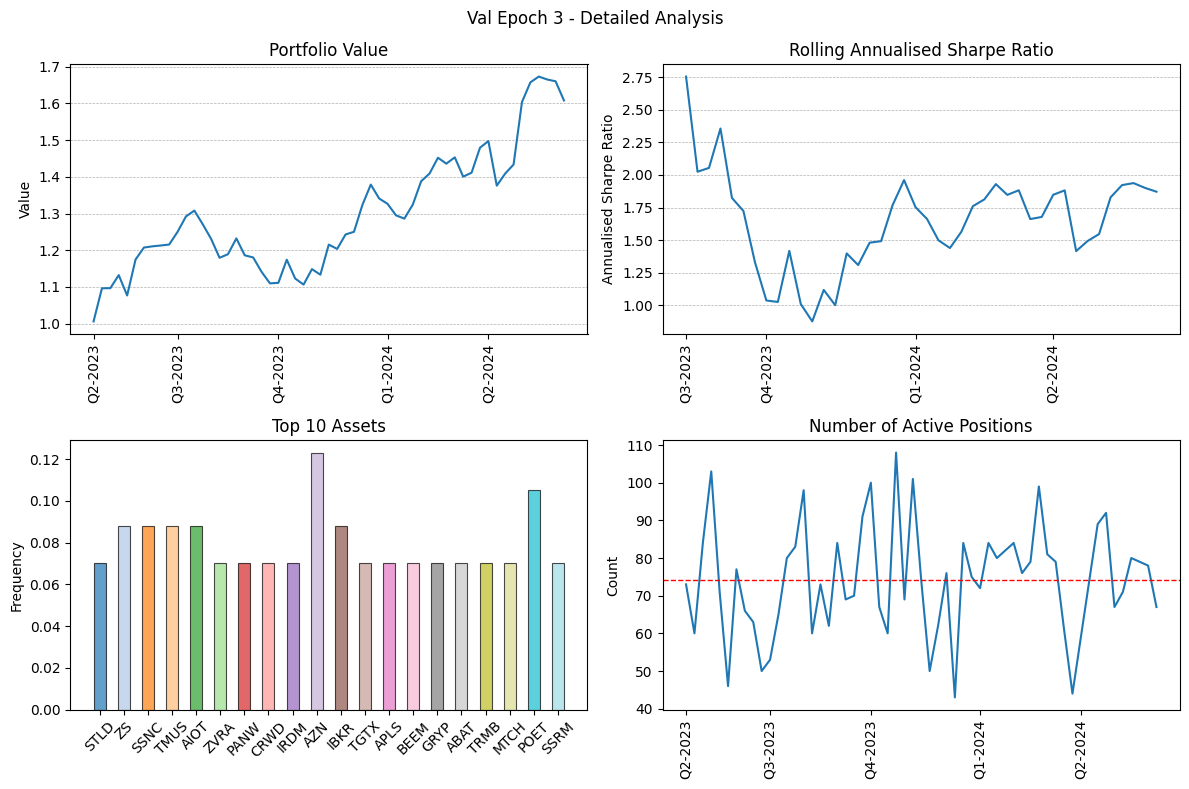 Val Epoch 3 - Detailed Analysis
Portfolio Value
Value
1.7
1.6
1.5
1.4
1.3
1.2
1.1
1.0
Q2-2023
Q3-2023
Q4-2023
Q1-2024
Q2-2024
Rolling Annualised Sharpe Ratio
Annualised Sharpe Ratio
2.75
2.50
2.25
2.00
1.75
1.50
1.25
1.00
Q3-2023
Q4-2023
Q1-2024
Q2-2024
Top 10 Assets
Frequency
0.12
0.10
0.08
0.06
0.04
0.02
0.00
STLD
ZS
SSNC
TMUS
AIOT
ZVRA
PANW
CRWD
IRDM
AZN
IBKR
TGTX
APLS
BEEM
GRYP
ABAT
TRMB
MTCH
POET
SSRM
Number of Active Positions
Count
110
100
90
80
70
60
50
40
Q2-2023
Q3-2023
Q4-2023
Q1-2024
Q2-2024